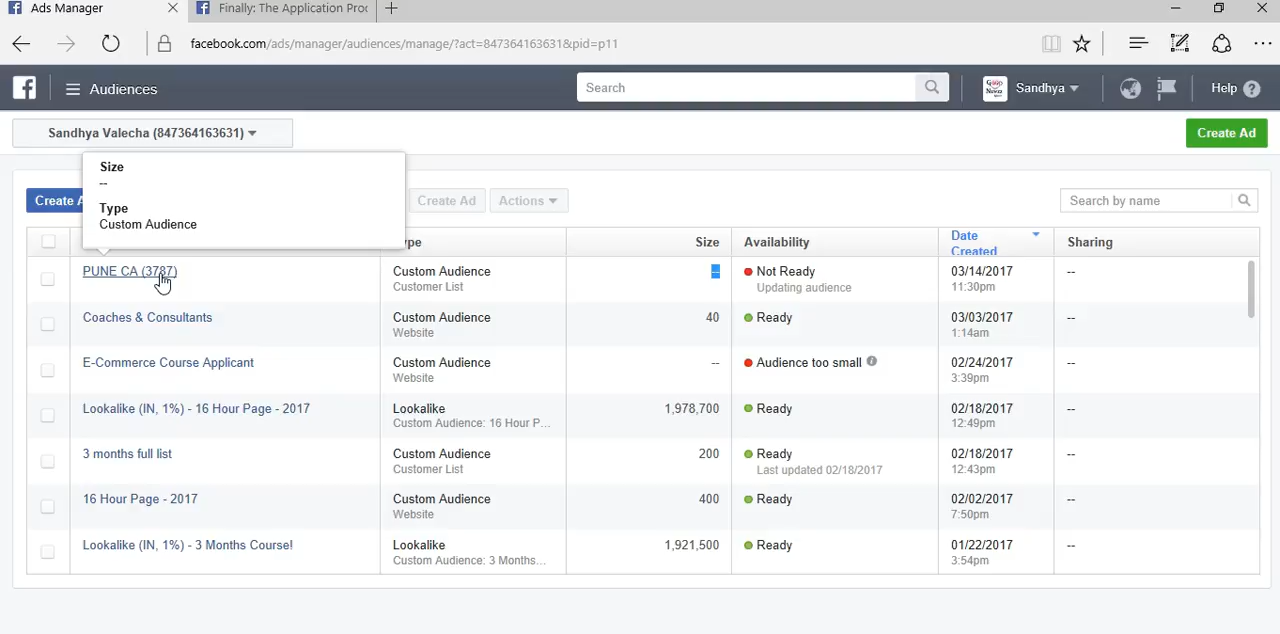 Ads Manager
Finally: The Application Proc
facebook.com/ads/manager/audiences/manage/?act=847364163631&pid=p11
Audiences
Search
Sandhya
Help
Sandhya Valecha (847364163631)
Create Ad
Size
--
Type
Custom Audience
Create A
Create Ad
Actions
Search by name
ype
Size
Availability
Date Created
Sharing
PUNE CA (3787)
Custom Audience
Customer List
--
Not Ready
Updating audience
03/14/2017
11:30pm
--
Coaches & Consultants
Custom Audience
Website
40
Ready
03/03/2017
1:14am
--
E-Commerce Course Applicant
Custom Audience
Website
--
Audience too small
02/24/2017
3:39pm
--
Lookalike (IN, 1%) - 16 Hour Page - 2017
Lookalike
Custom Audience: 16 Hour P...
1,978,700
Ready
02/18/2017
12:49pm
--
3 months full list
Custom Audience
Customer List
200
Ready
Last updated 02/18/2017
02/18/2017
12:43pm
--
16 Hour Page - 2017
Custom Audience
Website
400
Ready
02/02/2017
7:50pm
--
Lookalike (IN, 1%) - 3 Months Course!
Lookalike
Custom Audience: 3 Months...
1,921,500
Ready
01/22/2017
3:54pm
--